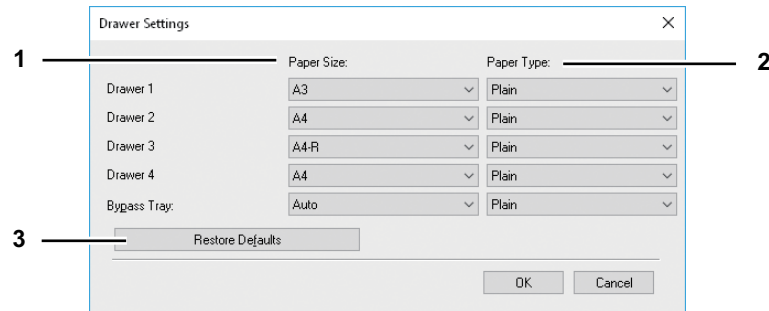 Drawer Settings
1 Paper Size: Paper Type: 2
Drawer 1 A3 Plain
Drawer 2 A4 Plain
Drawer 3 A4-R Plain
Drawer 4 A4 Plain
Bypass Tray: Auto Plain
3 Restore Defaults
OK Cancel